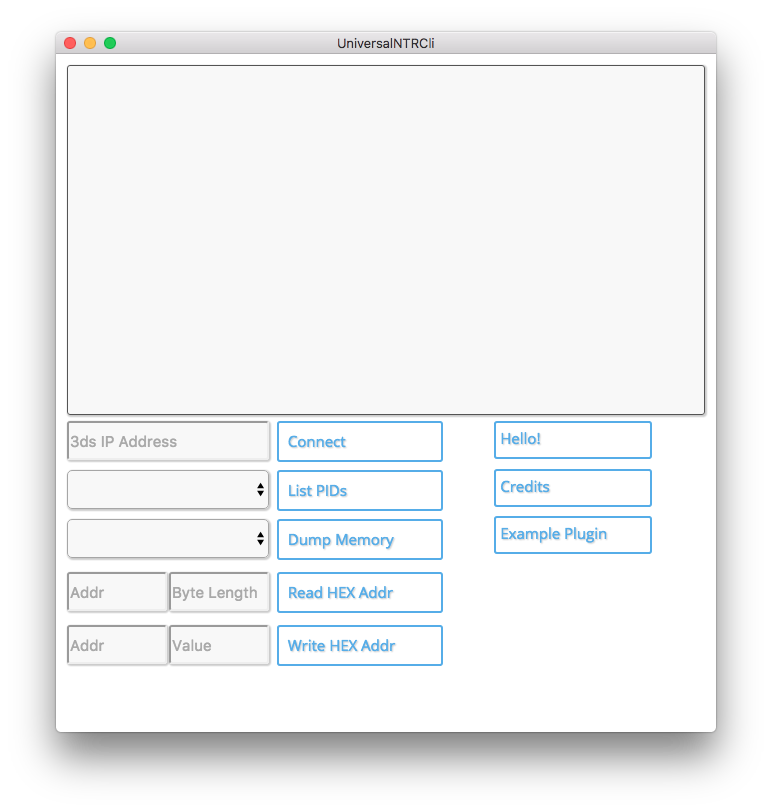 UniversalNTRCli
3ds IP Address
Connect
Hello!
List PIDs
Credits
Dump Memory
Example Plugin
Addr
Byte Length
Read HEX Addr
Addr
Value
Write HEX Addr